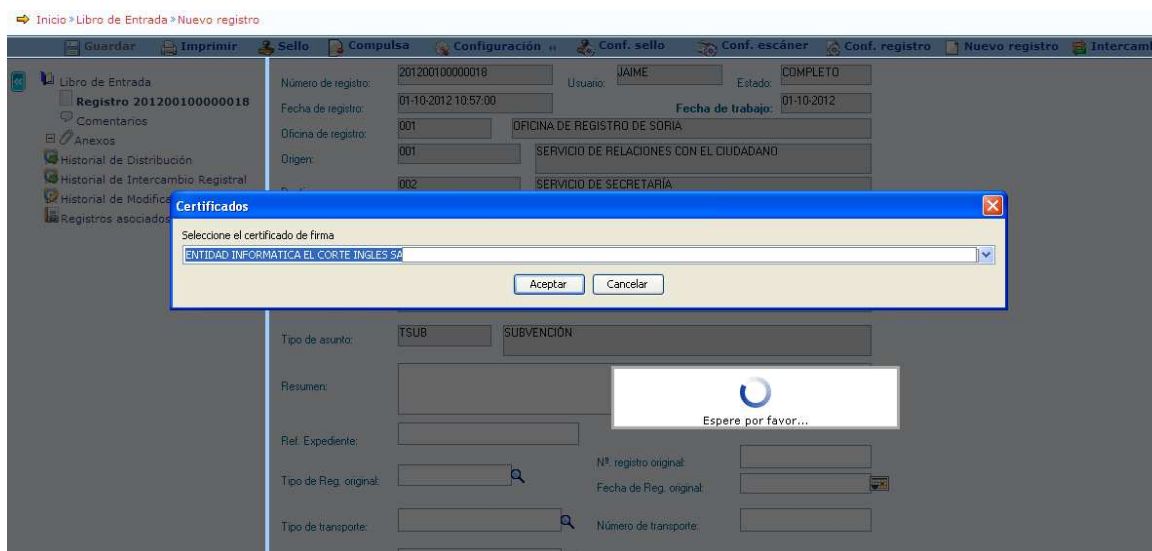 Inicio » Libro de Entrada » Nuevo registro
Guardar Imprimir Sello Compulsa Configuración « Conf. sello Conf. escáner Conf. registro Nuevo registro
Libro de Entrada
Registro 201200100000018
Comentarios
Anexos
Historial de Distribución
Historial de Intercambio Registral
Historial de
Registros asociados
Número de registro: 201200100000018 Usuario: JAIME Estado: COMPLETO
Fecha de registro: 01-10-2012 10:57:00 Fecha de trabajo: 01-10-2012
Oficina de registro: 001 OFICINA DE REGISTRO DE SORIA
Origen: 001 SERVICIO DE RELACIONES CON EL CIUDADANO
002 SERVICIO DE SECRETARÍA
Certificados
Seleccione el certificado de firma
ENTIDAD INFORMATICA EL CORTE INGLES SA
Aceptar Cancelar
Tipo de asunto: TSUB SUBVENCIÓN
Resumen:
Espere por favor...
Ref. Expediente:
Nº. registro original:
Tipo de Reg. original:
Fecha de Reg. original:
Tipo de transporte: Número de transporte: